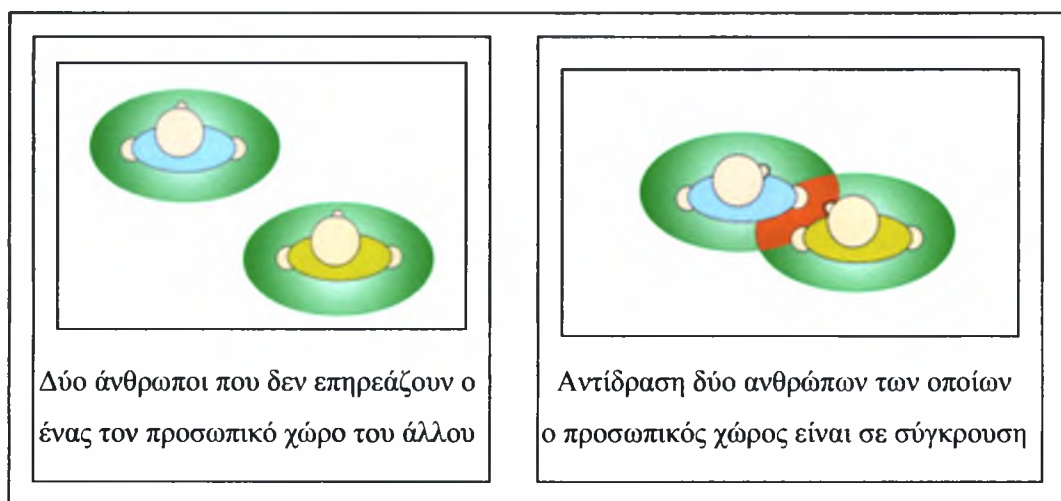 Δύο άνθρωποι που δεν επηρεάζουν ο
ένας τον προσωπικό χώρο του άλλου
Αντίδραση δύο ανθρώπων των οποίων
ο προσωπικός χώρος είναι σε σύγκρουση